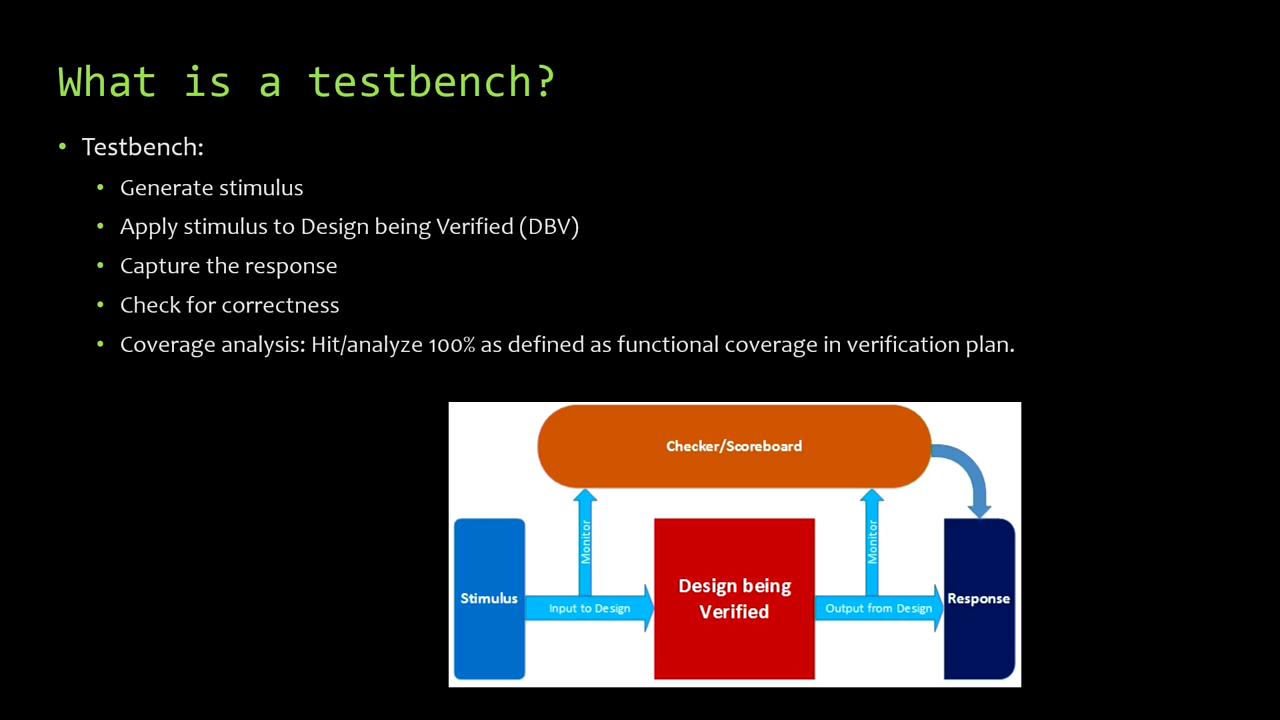 What is a testbench?
• Testbench:
• Generate stimulus
• Apply stimulus to Design being Verified (DBV)
• Capture the response
• Check for correctness
• Coverage analysis: Hit/analyze 100% as defined as functional coverage in verification plan.
Checker/Scoreboard
Monitor
Monitor
Stimulus
Input to Design
Design being
Verified
Output from Design
Response